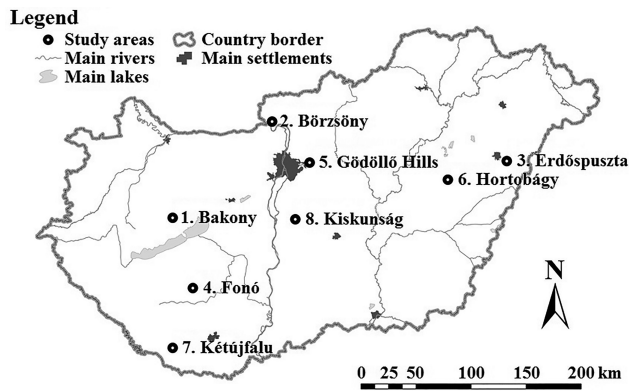 Legend
Study areas
Country border
Main rivers
Main settlements
Main lakes
2. Börzsöny
5. Gödöllő Hills
3. Erdőspuszta
6. Hortobágy
1. Bakony
8. Kiskunság
4. Fonó
7. Kétújfalu
N
0 25 50 100 150 200 km